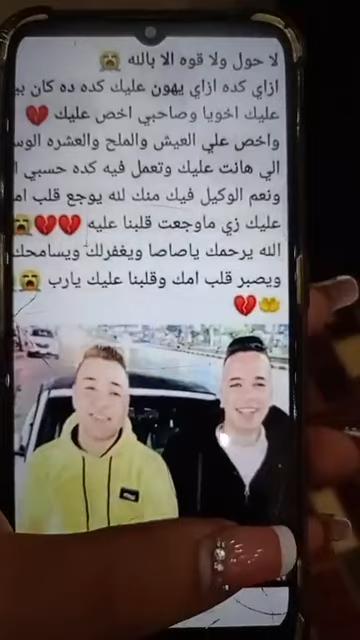 لا حول ولا قوه الا بالله 😭
ازاي كده ازاي يهون عليك كده ده كان
عليك اخويا وصاحبي اخص عليك 💔
واخص علي العيش والملح والعشره
الي هانت عليك وتعمل فيه كده حسبي
ونعم الوكيل فيك منك لله يوجع قلب
عليك زي ماوجعت قلبنا عليه 💔💔😭
الله يرحمك ياصاصا ويغفرلك ويسامحك
ويصبر قلب امك وقلبنا عليك يارب 😭
🤲💔